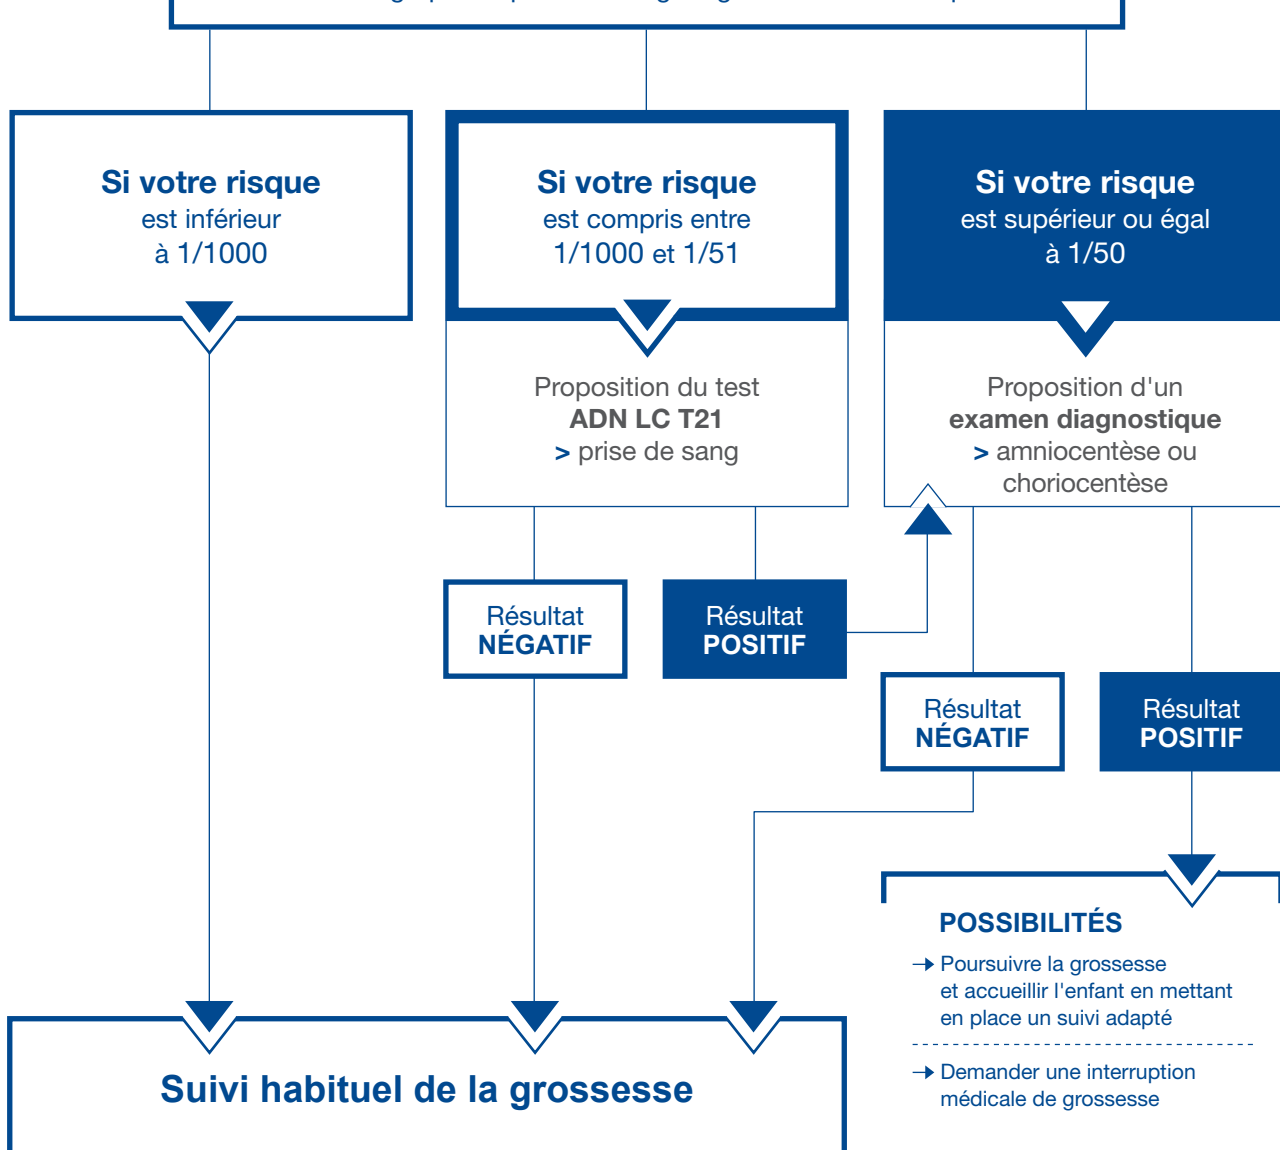 Si votre risque
est inférieur
à 1/1000
Si votre risque
est compris entre
1/1000 et 1/51
Si votre risque
est supérieur ou égal
à 1/50
Proposition du test
ADN LC T21
> prise de sang
Proposition d'un
examen diagnostique
> amniocentèse ou
choriocentèse
Résultat
NÉGATIF
Résultat
POSITIF
Résultat
NÉGATIF
Résultat
POSITIF
POSSIBILITÉS
→ Poursuivre la grossesse
et accueillir l'enfant en mettant
en place un suivi adapté
→ Demander une interruption
médicale de grossesse
Suivi habituel de la grossesse